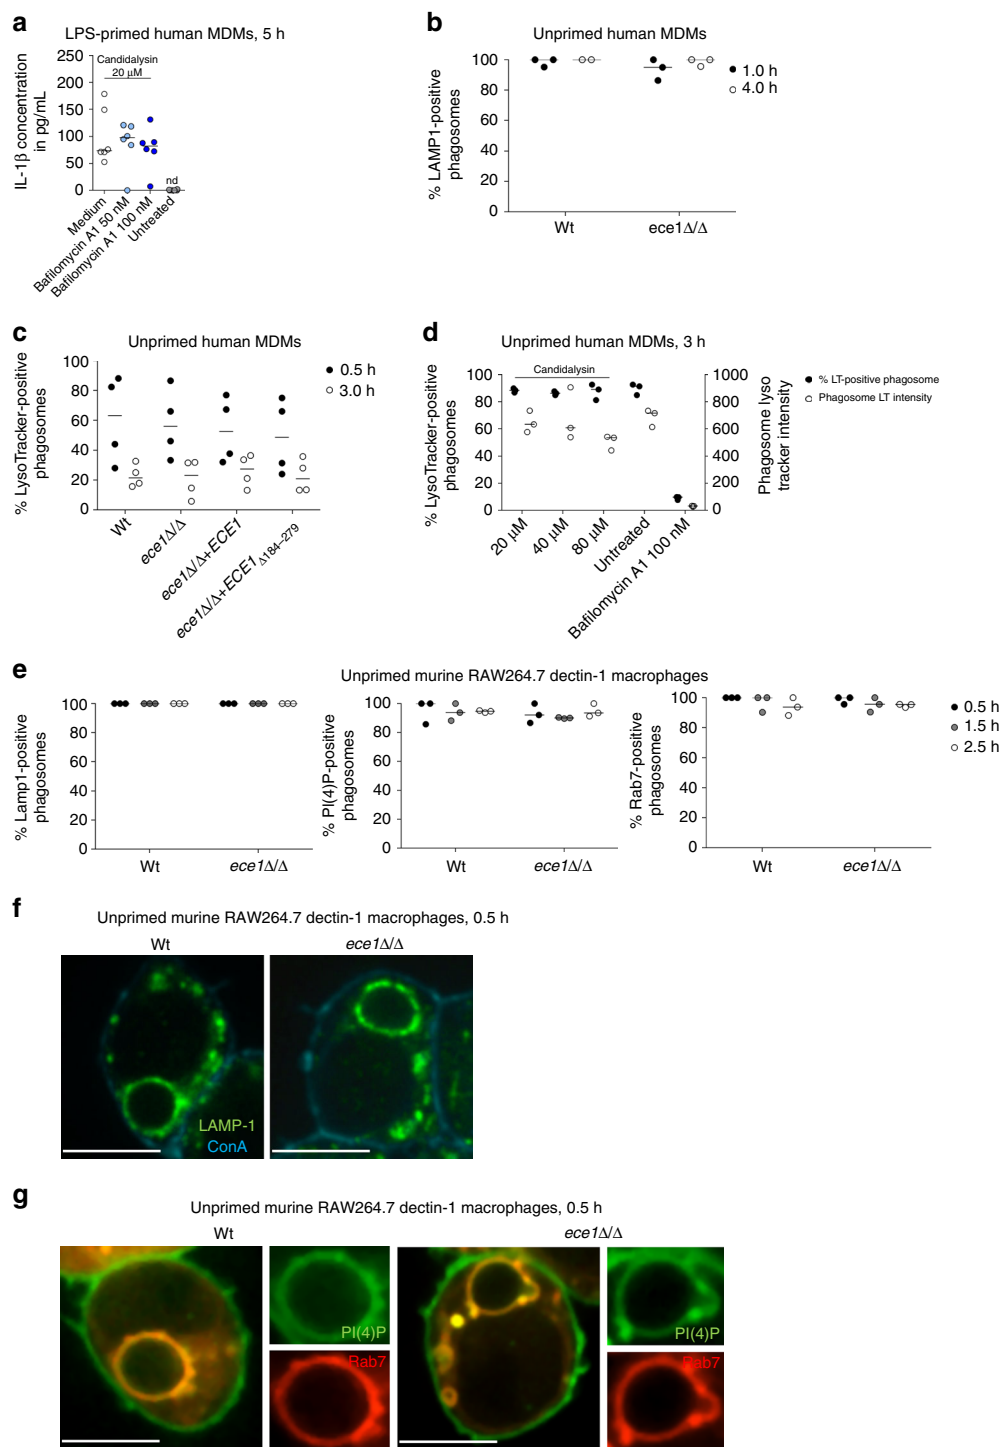 a
LPS-primed human MDMs, 5 h
IL-1β concentration
in pg/mL
250
200
150
100
50
0
Candidalysin
20 μM
nd
Medium
Bafilomycin A1 50 nM
Bafilomycin A1 100 nM
Untreated
b
Unprimed human MDMs
% LAMP1-positive
phagosomes
100
80
60
40
20
0
Wt
ece1Δ/Δ
1.0 h
4.0 h
c
Unprimed human MDMs
% LysoTracker-positive
phagosomes
100
80
60
40
20
0
0.5 h
3.0 h
Wt
ece1Δ/Δ
ece1Δ/Δ+ECE1
ece1Δ/Δ+ECE1Δ184–279
d
Unprimed human MDMs, 3 h
% LysoTracker-positive
phagosomes
100
80
60
40
20
0
Candidalysin
1000
800
600
400
200
0
Phagosome lyso
tracker intensity
% LT-positive phagosome
Phagosome LT intensity
20 μM
40 μM
80 μM
Untreated
Bafilomycin A1 100 nM
e
Unprimed murine RAW264.7 dectin-1 macrophages
% Lamp1-positive
phagosomes
100
80
60
40
20
0
Wt
ece1Δ/Δ
% PI(4)P-positive
phagosomes
100
80
60
40
20
0
Wt
ece1Δ/Δ
% Rab7-positive
phagosomes
100
80
60
40
20
0
Wt
ece1Δ/Δ
0.5 h
1.5 h
2.5 h
f
Unprimed murine RAW264.7 dectin-1 macrophages, 0.5 h
Wt
ece1Δ/Δ
LAMP-1
ConA
g
Unprimed murine RAW264.7 dectin-1 macrophages, 0.5 h
Wt
ece1Δ/Δ
PI(4)P
Rab7
PI(4)P
Rab7